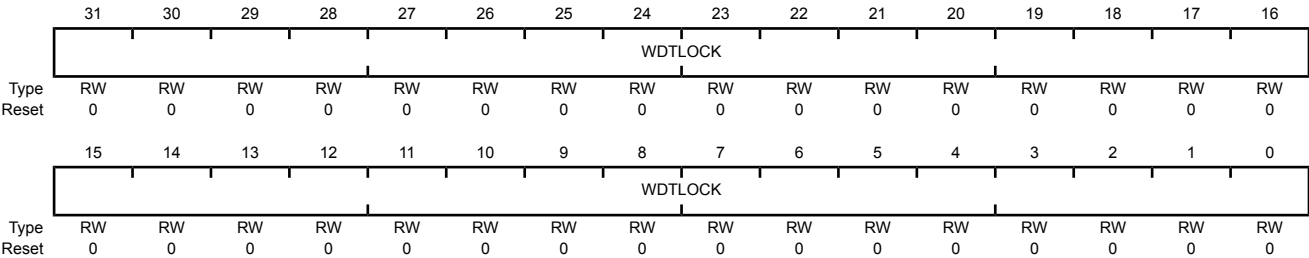 31 30 29 28 27 26 25 24 23 22 21 20 19 18 17 16
WDTLOCK
Type RW RW RW RW RW RW RW RW RW RW RW RW RW RW RW RW
Reset 0 0 0 0 0 0 0 0 0 0 0 0 0 0 0 0
15 14 13 12 11 10 9 8 7 6 5 4 3 2 1 0
WDTLOCK
Type RW RW RW RW RW RW RW RW RW RW RW RW RW RW RW RW
Reset 0 0 0 0 0 0 0 0 0 0 0 0 0 0 0 0